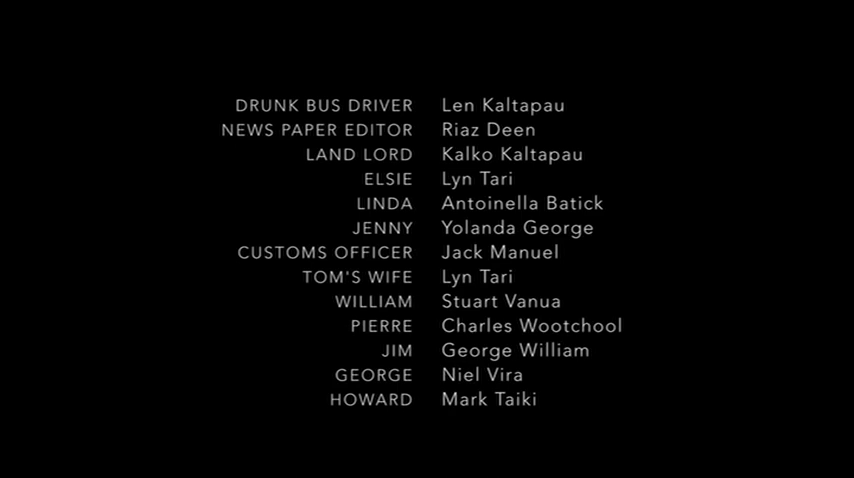 DRUNK BUS DRIVER Len Kaltapau
NEWS PAPER EDITOR Riaz Deen
LAND LORD Kalko Kaltapau
ELSIE Lyn Tari
LINDA Antoinella Batick
JENNY Yolanda George
CUSTOMS OFFICER Jack Manuel
TOM'S WIFE Lyn Tari
WILLIAM Stuart Vanua
PIERRE Charles Wootchool
JIM George William
GEORGE Niel Vira
HOWARD Mark Taiki